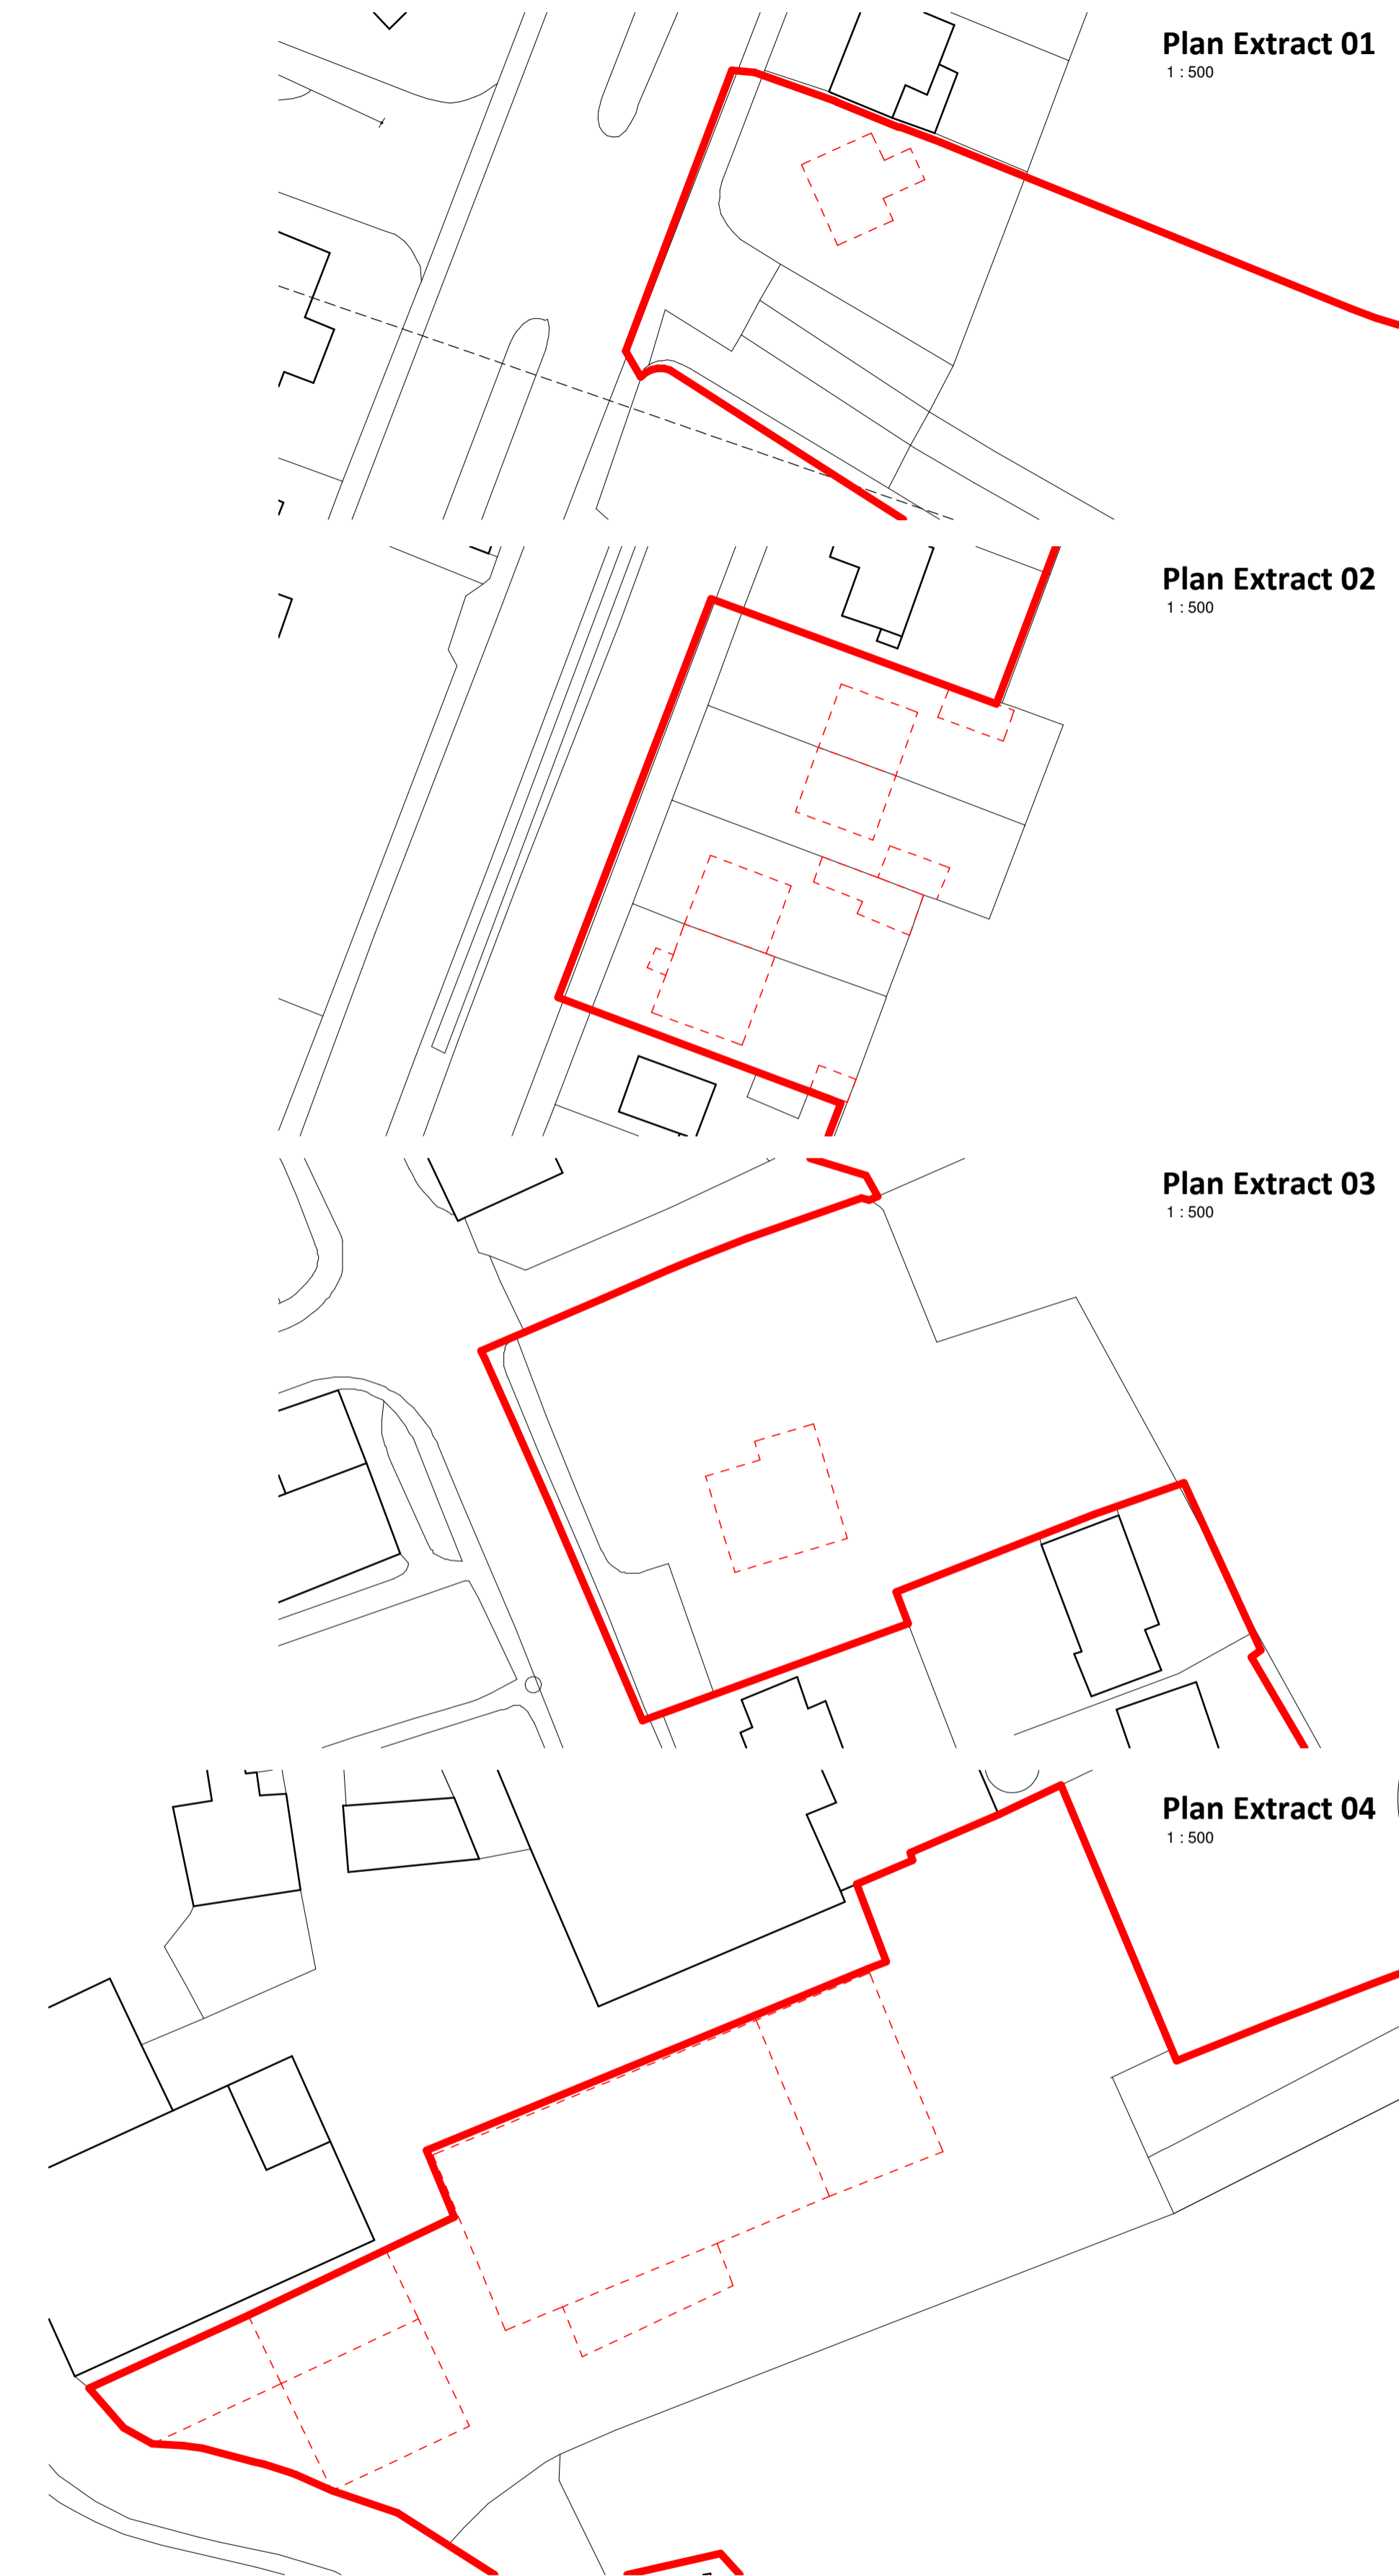 Plan Extract 01
1 : 500
Plan Extract 02
1 : 500
Plan Extract 03
1 : 500
Plan Extract 04
1 : 500